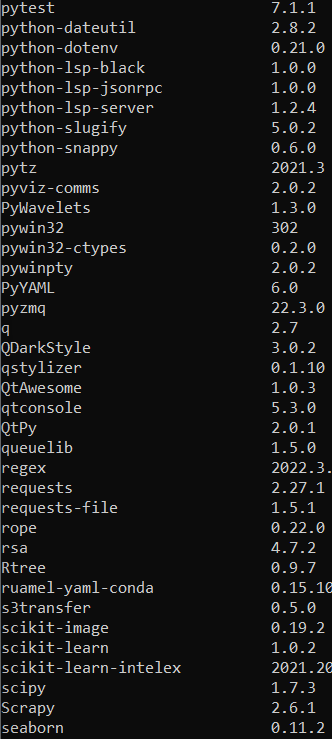 pytest 7.1.1
python-dateutil 2.8.2
python-dotenv 0.21.0
python-lsp-black 1.0.0
python-lsp-jsonrpc 1.0.0
python-lsp-server 1.2.4
python-slugify 5.0.2
python-snappy 0.6.0
pytz 2021.3
pyviz-comms 2.0.2
PyWavelets 1.3.0
pywin32 302
pywin32-ctypes 0.2.0
pywinpty 2.0.2
PyYAML 6.0
pyzmq 22.3.0
q 2.7
QDarkStyle 3.0.2
qstylizer 0.1.10
QtAwesome 1.0.3
qtconsole 5.3.0
QtPy 2.0.1
queuelib 1.5.0
regex 2022.3.
requests 2.27.1
requests-file 1.5.1
rope 0.22.0
rsa 4.7.2
Rtree 0.9.7
ruamel-yaml-conda 0.15.10
s3transfer 0.5.0
scikit-image 0.19.2
scikit-learn 1.0.2
scikit-learn-intelex 2021.20
scipy 1.7.3
Scrapy 2.6.1
seaborn 0.11.2